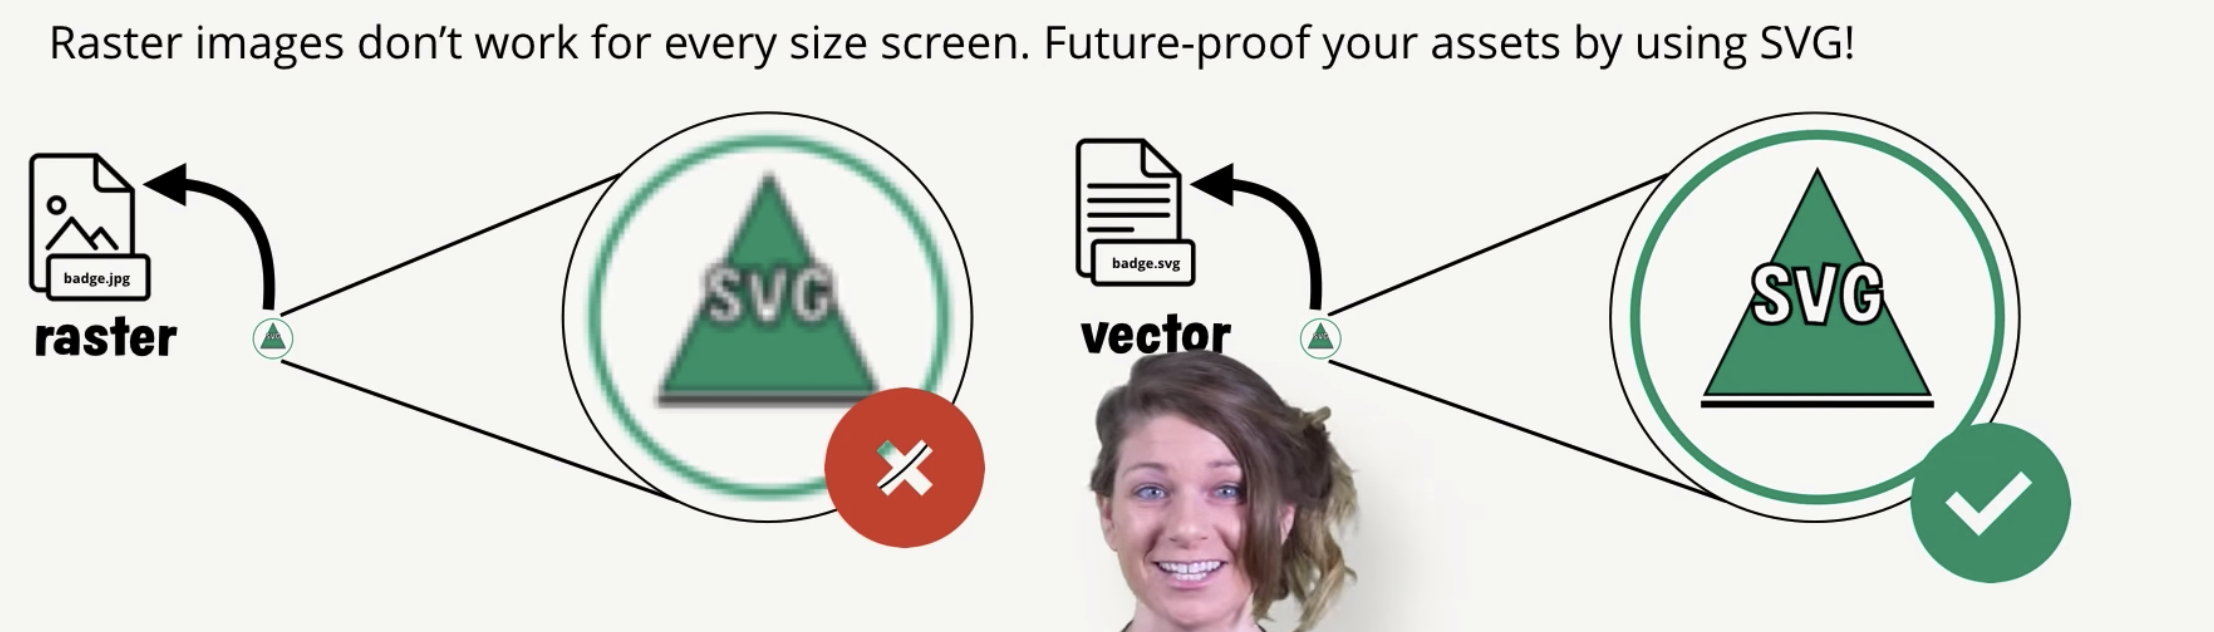 Raster images don’t work for every size screen. Future-proof your assets by using SVG!
badge.jpg
raster
SVG
badge.svg
vector
SVG